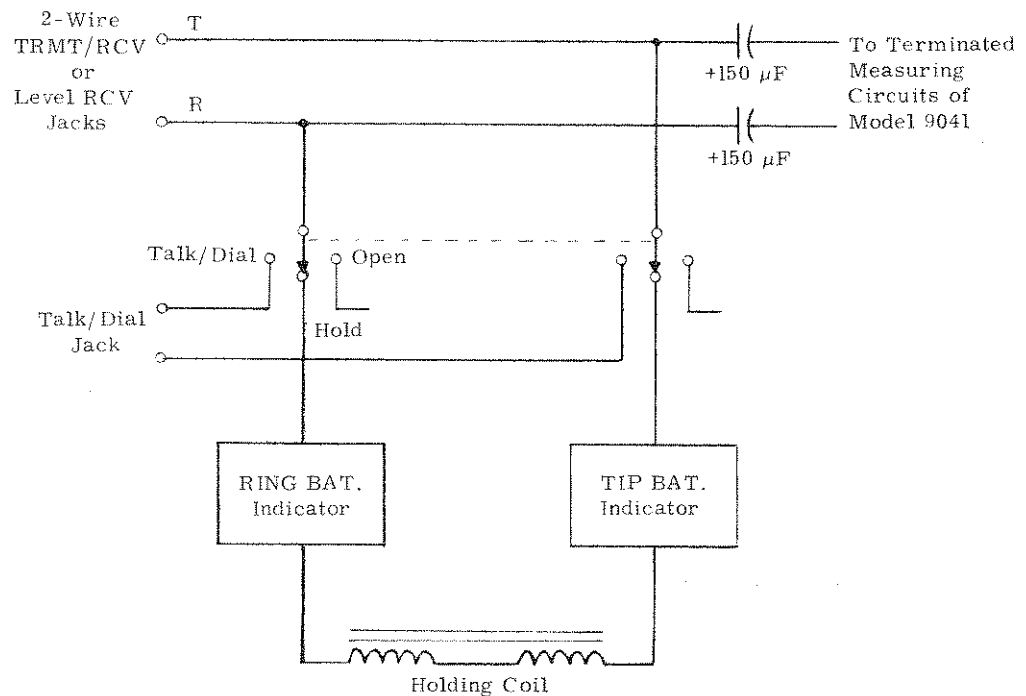 2-Wire
TRMT/RCV
or
Level RCV
Jacks
T
R
+150 μF
+150 μF
To Terminated
Measuring
Circuits of
Model 9041
Talk/Dial
Open
Hold
Talk/Dial
Jack
RING BAT.
Indicator
TIP BAT.
Indicator
Holding Coil